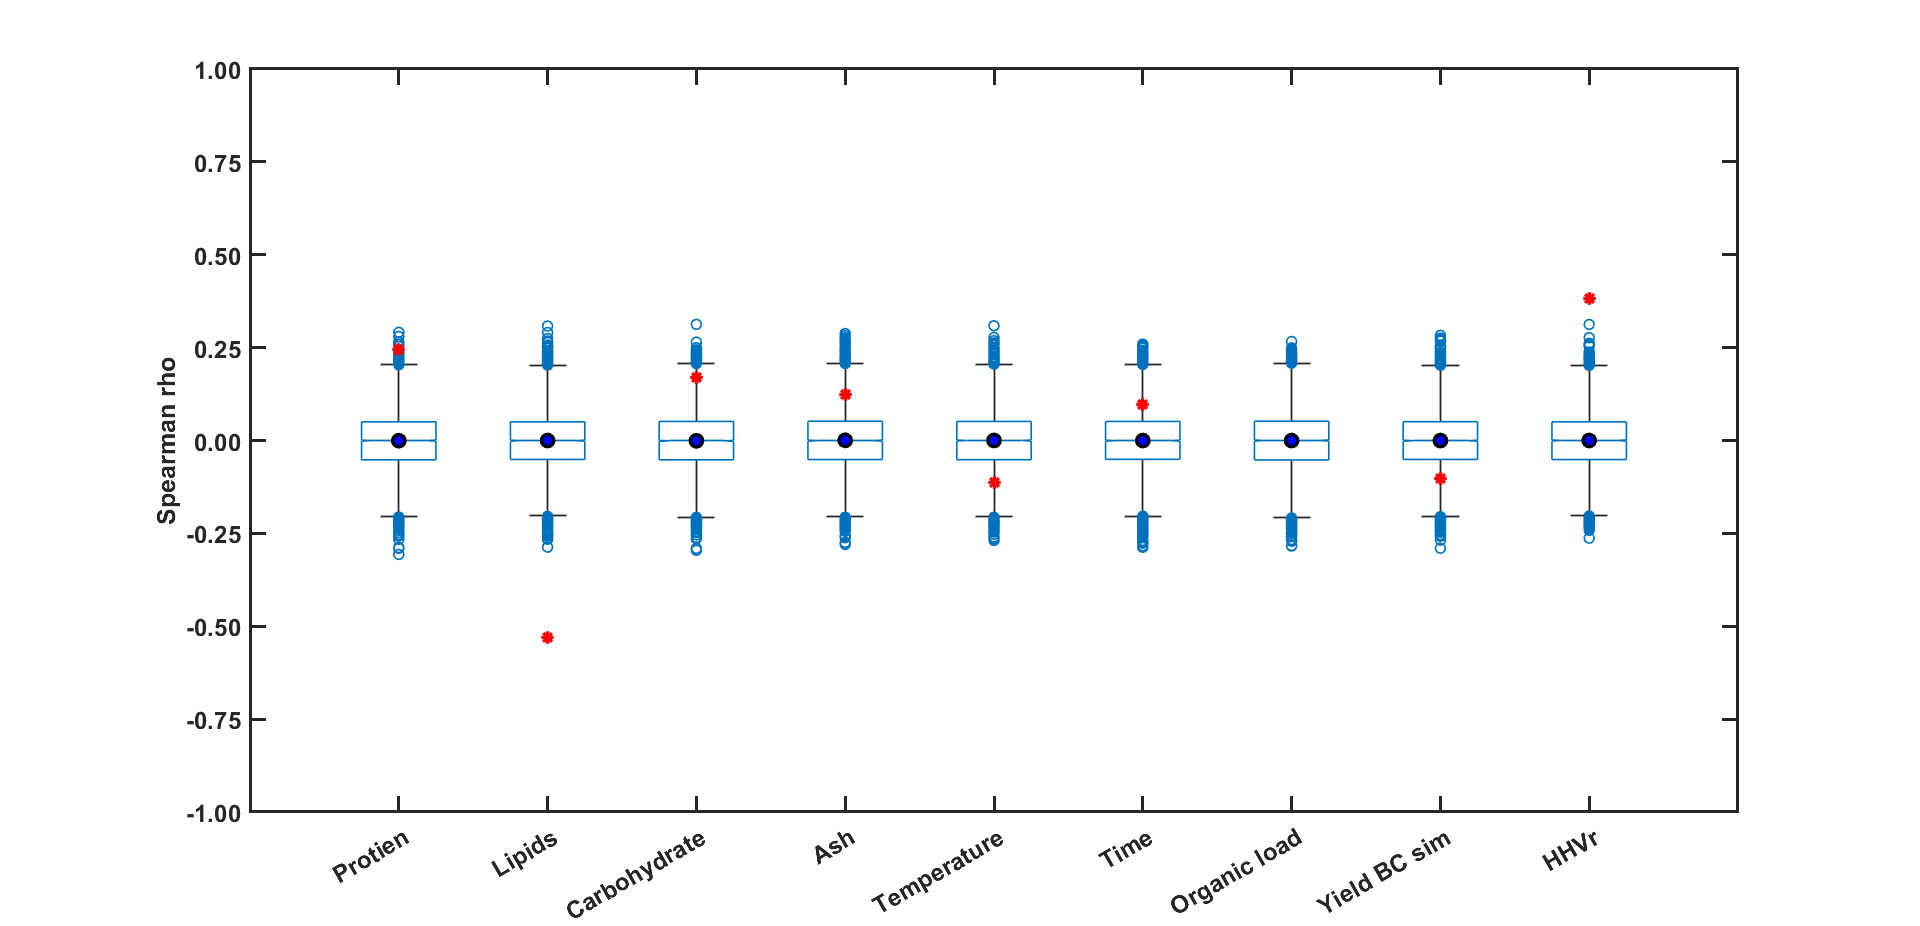 1.00
0.75
0.50
0.25
0.00
-0.25
-0.50
-0.75
-1.00
Spearman rho
Protien
Lipids
Carbohydrate
Ash
Temperature
Time
Organic load
Yield BC sim
HHVr